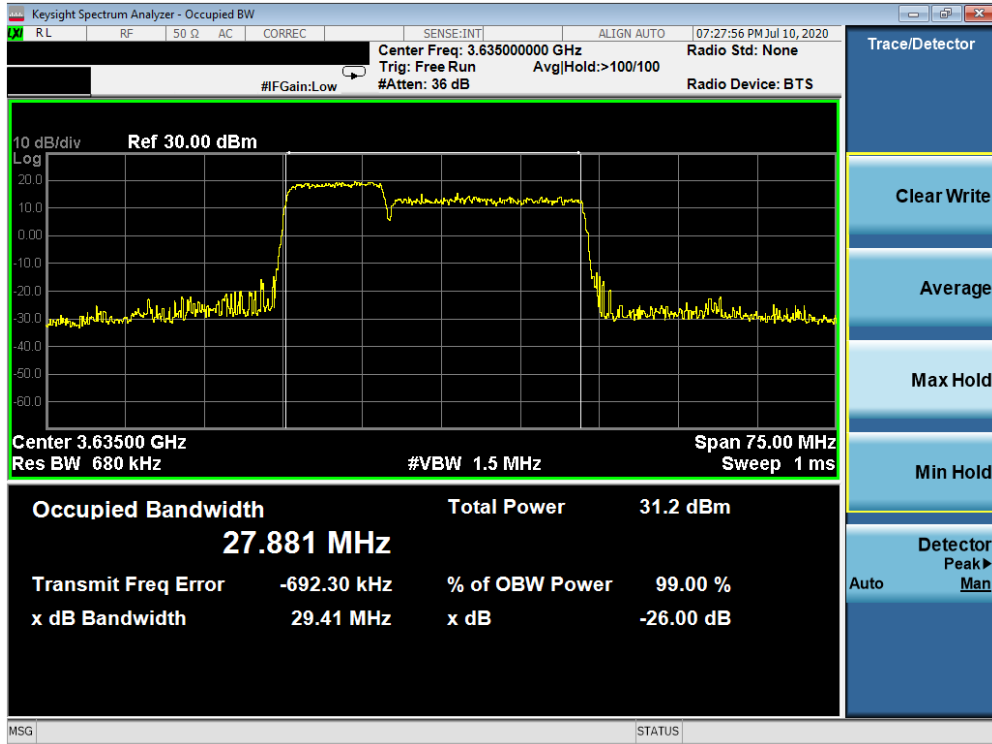 Keysight Spectrum Analyzer - Occupied BW
LXI RL RF 50 Ω AC CORREC SENSE:INT ALIGN AUTO 07:27:56 PM Jul 10, 2020
Center Freq: 3.635000000 GHz Radio Std: None
Trig: Free Run Avg|Hold:>100/100
#IFGain:Low #Atten: 36 dB Radio Device: BTS
10 dB/div Ref 30.00 dBm
Log
20.0
10.0
0.00
-10.0
-20.0
-30.0
-40.0
-50.0
-60.0
Center 3.63500 GHz Span 75.00 MHz
Res BW 680 kHz #VBW 1.5 MHz Sweep 1 ms
Occupied Bandwidth Total Power 31.2 dBm
27.881 MHz
Transmit Freq Error -692.30 kHz % of OBW Power 99.00 %
x dB Bandwidth 29.41 MHz x dB -26.00 dB
MSG STATUS
Trace/Detector
Clear Write
Average
Max Hold
Min Hold
Detector
Peak▶
Auto Man